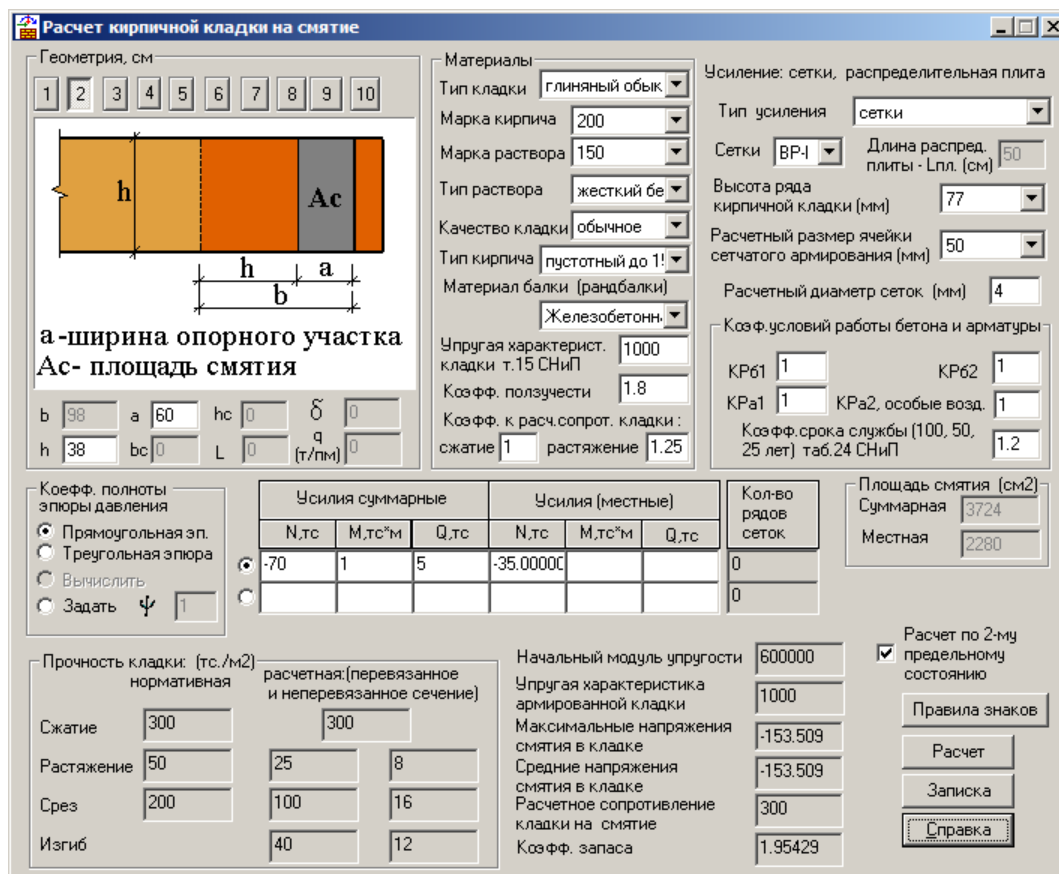 Расчет кирпичной кладки на смятие
Геометрия, см
1 2 3 4 5 6 7 8 9 10
h
Ac
h a
b
a -ширина опорного участка
Ac- площадь смятия
b 98 a 60 hc 0 δ 0
h 38 bc 0 L 0 q (т/пм) 0
Материалы
Тип кладки глиняный обык
Марка кирпича 200
Марка раствора 150
Тип раствора жесткий бе
Качество кладки обычное
Тип кирпича пустотный до 1
Материал балки (рандбалки)
Железобетонн
Упругая характерист.
кладки т.15 СНиП 1000
Коэфф. ползучести 1.8
Коэфф. к расч.сопрот. кладки :
сжатие 1 растяжение 1.25
Усиление: сетки, распределительная плита
Тип усиления сетки
Сетки ВР-I Длина распред.
плиты - Lпл. (см) 50
Высота ряда
кирпичной кладки (мм) 77
Расчетный размер ячейки
сетчатого армирования (мм) 50
Расчетный диаметр сеток (мм) 4
Коэф.условий работы бетона и арматуры
КРб1 1 КРб2 1
КРа1 1 КРа2, особые возд. 1
Коэфф.срока службы (100, 50,
25 лет) таб.24 СНиП 1.2
Коефф. полноты
эпюры давления
Прямоугольная эп.
Треугольная эпюра
Вычислить
Задать ψ 1
Усилия суммарные Усилия (местные) Кол-во
рядов
сеток
N,тс М,тс*м Q,тс N,тс М,тс*м Q,тс
-70 1 5 -35.00000 0
0
Площадь смятия (см2)
Суммарная 3724
Местная 2280
Прочность кладки: (тс./м2)
нормативная расчетная:(перевязанное
и неперевязанное сечение)
Сжатие 300 300
Растяжение 50 25 8
Срез 200 100 16
Изгиб 40 12
Начальный модуль упругости 600000
Упругая характеристика
армированной кладки 1000
Максимальные напряжения
смятия в кладке -153.509
Средние напряжения
смятия в кладке -153.509
Расчетное сопротивление
кладки на смятие 300
Коэфф. запаса 1.95429
Расчет по 2-му
предельному
состоянию
Правила знаков
Расчет
Записка
Справка